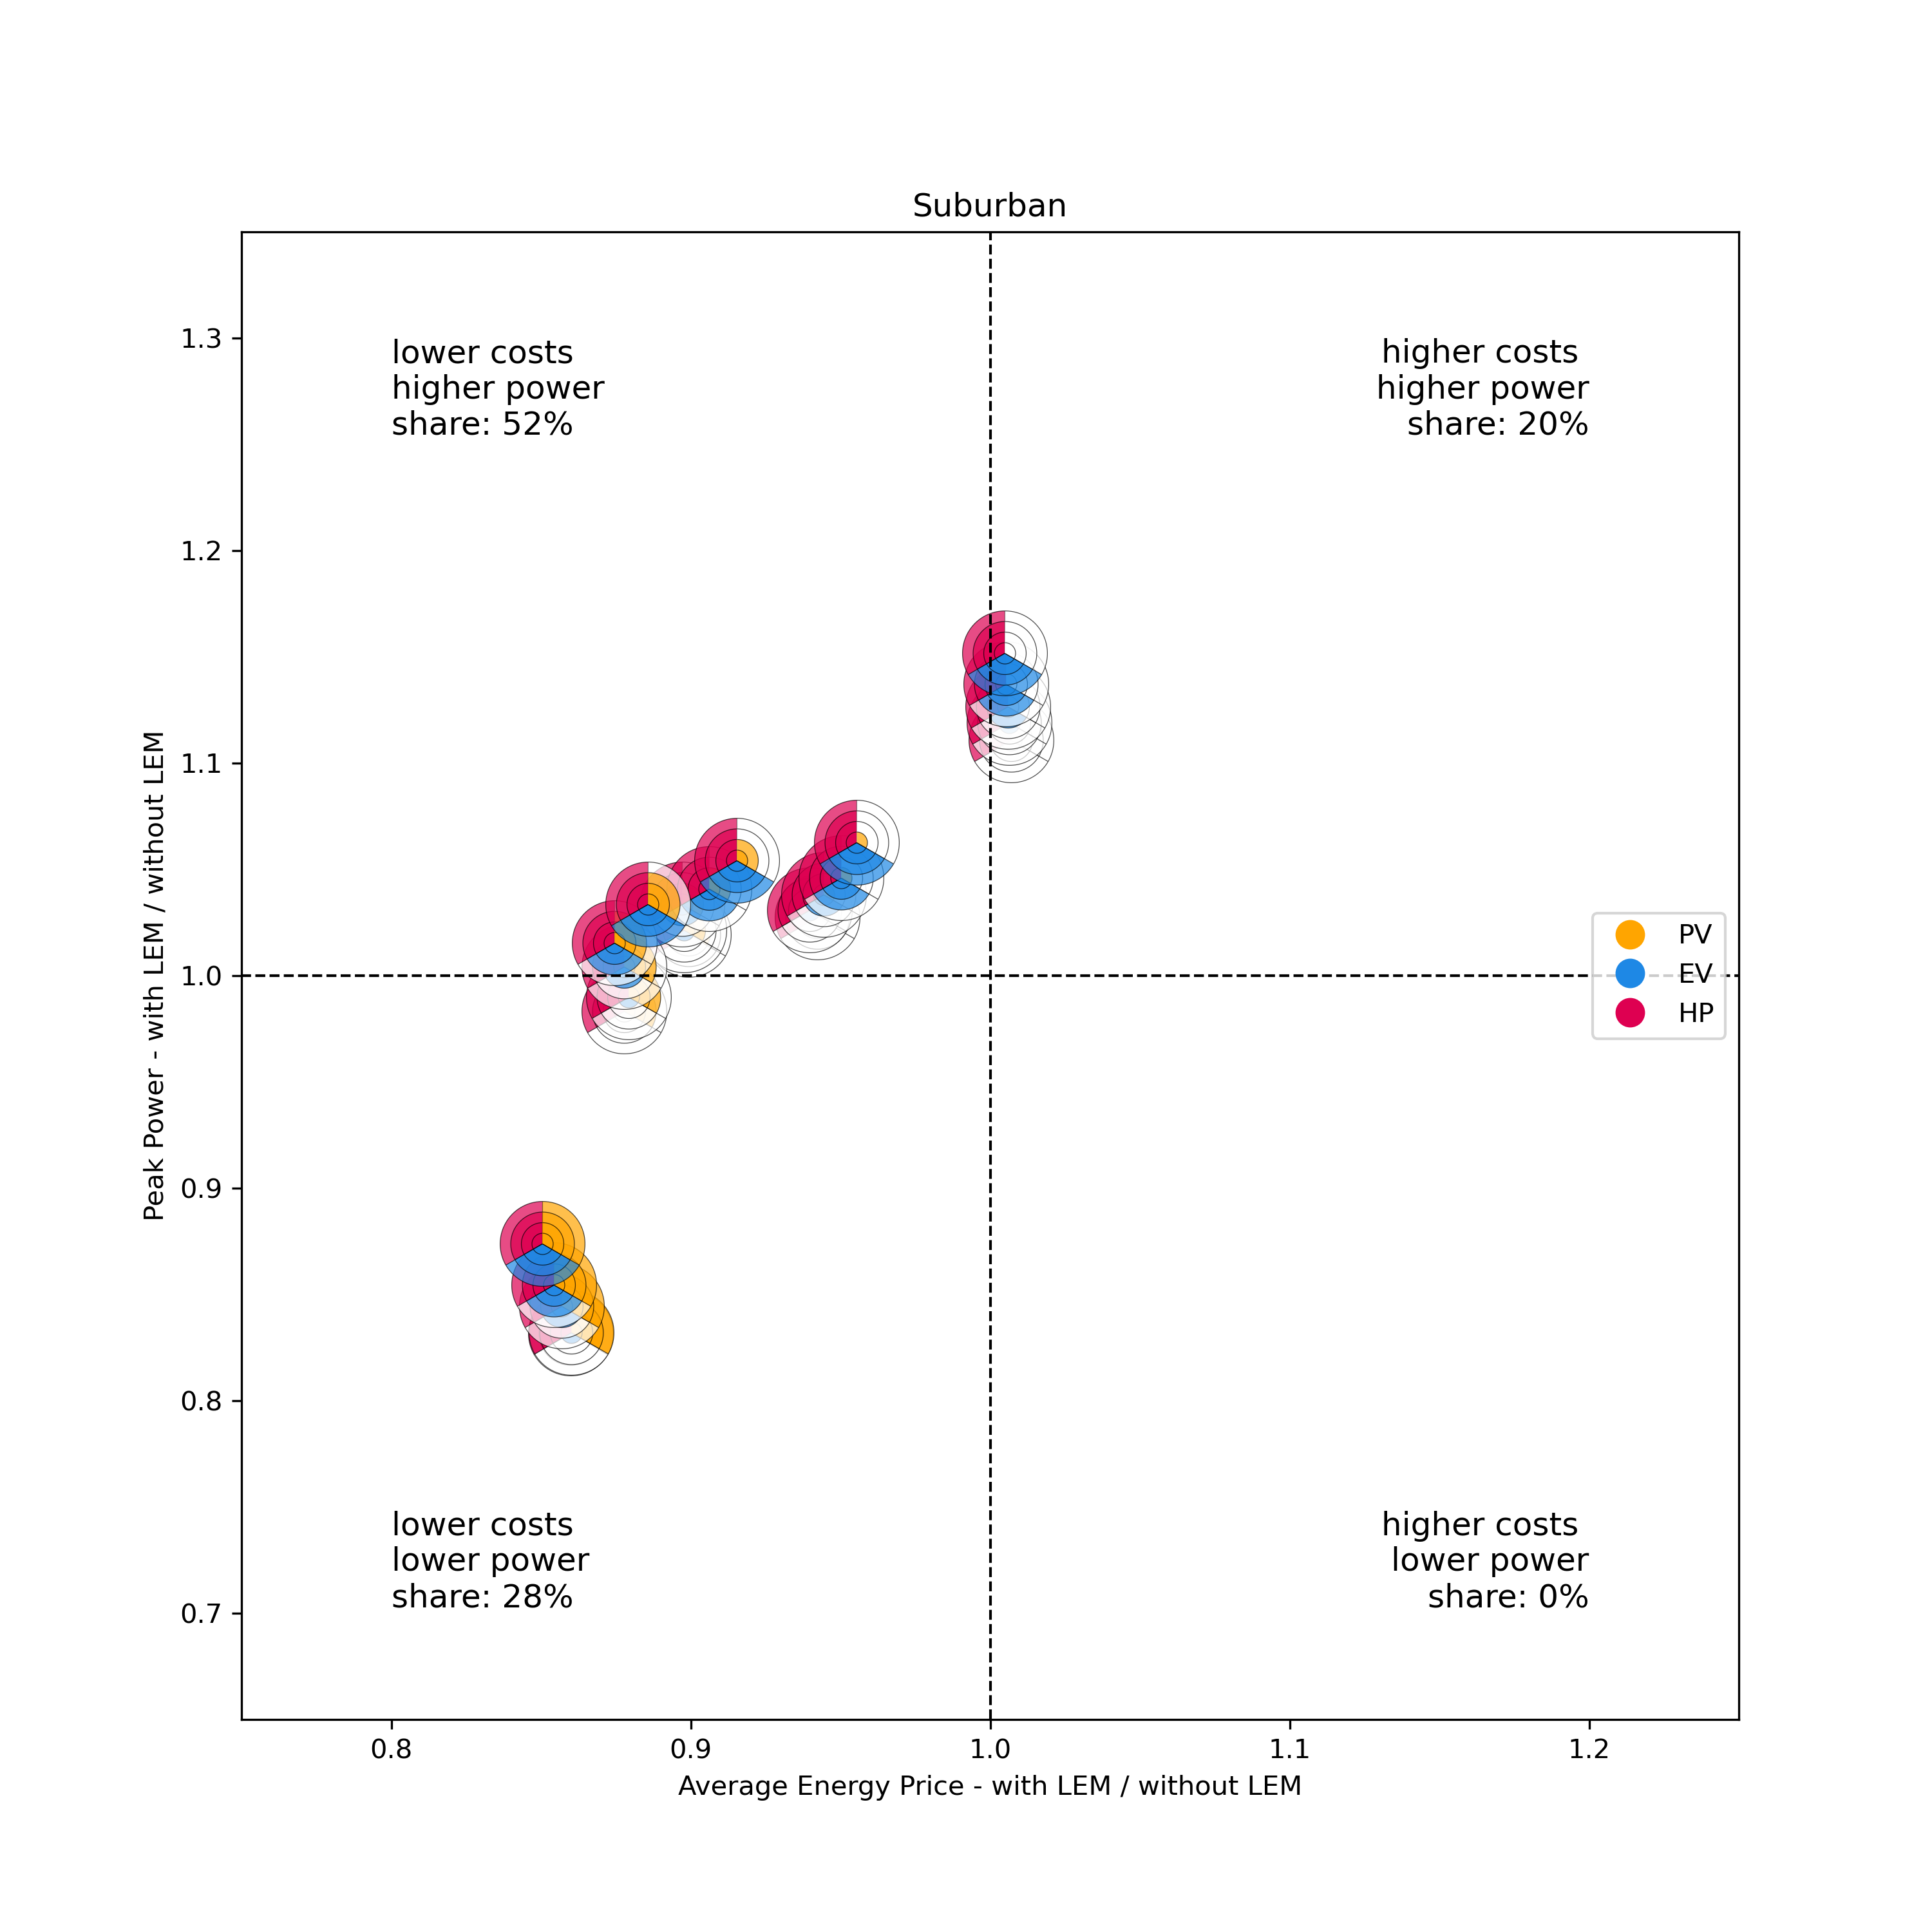 Suburban
lower costs
higher power
share: 52%
higher costs
higher power
share: 20%
lower costs
lower power
share: 28%
higher costs
lower power
share: 0%
PV
EV
HP
1.3
1.2
1.1
1.0
0.9
0.8
0.7
0.8
0.9
1.0
1.1
1.2
Peak Power - with LEM / without LEM
Average Energy Price - with LEM / without LEM